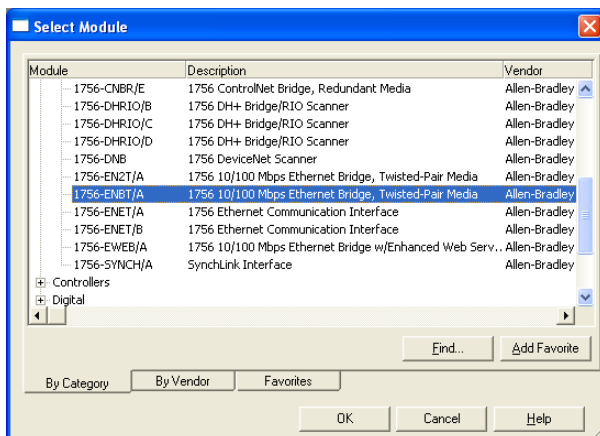 Select Module
Module Description Vendor
1756-CNBR/E 1756 ControlNet Bridge, Redundant Media Allen-Bradley
1756-DHRIO/B 1756 DH+ Bridge/RIO Scanner Allen-Bradley
1756-DHRIO/C 1756 DH+ Bridge/RIO Scanner Allen-Bradley
1756-DHRIO/D 1756 DH+ Bridge/RIO Scanner Allen-Bradley
1756-DNB 1756 DeviceNet Scanner Allen-Bradley
1756-EN2T/A 1756 10/100 Mbps Ethernet Bridge, Twisted-Pair Media Allen-Bradley
1756-ENBT/A 1756 10/100 Mbps Ethernet Bridge, Twisted-Pair Media Allen-Bradley
1756-ENET/A 1756 Ethernet Communication Interface Allen-Bradley
1756-ENET/B 1756 Ethernet Communication Interface Allen-Bradley
1756-EWEB/A 1756 10/100 Mbps Ethernet Bridge w/Enhanced Web Serv.. Allen-Bradley
1756-SYNCH/A SynchLink Interface Allen-Bradley
Controllers
Digital
Find... Add Favorite
By Category By Vendor Favorites
OK Cancel Help